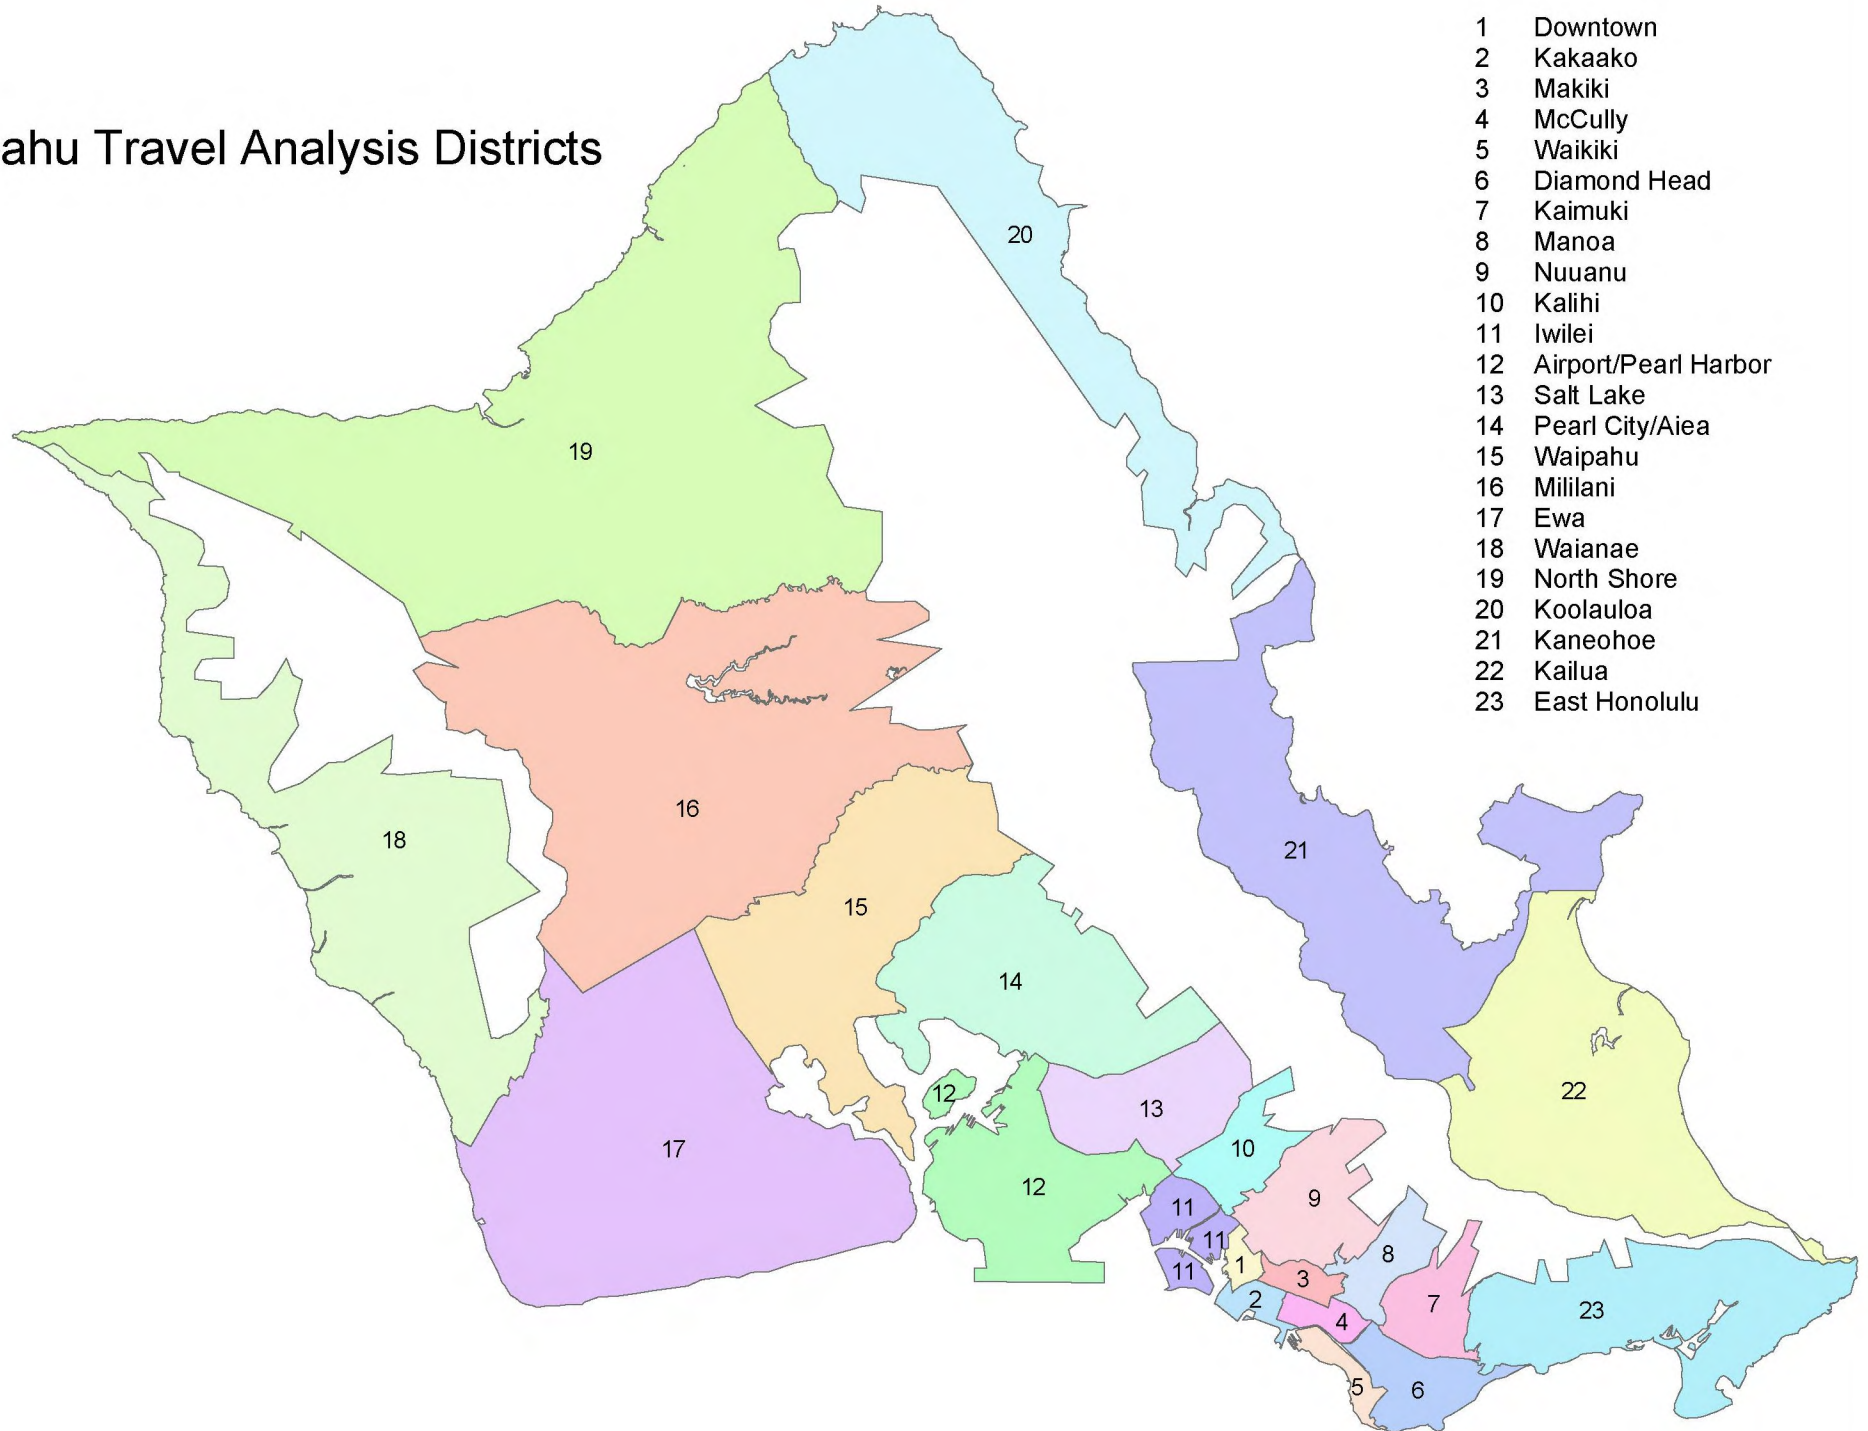 ahu Travel Analysis Districts
1 Downtown
2 Kakaako
3 Makiki
4 McCully
5 Waikiki
6 Diamond Head
7 Kaimuki
8 Manoa
9 Nuuanu
10 Kalihi
11 Iwilei
12 Airport/Pearl Harbor
13 Salt Lake
14 Pearl City/Aiea
15 Waipahu
16 Mililani
17 Ewa
18 Waianae
19 North Shore
20 Koolauloa
21 Kaneohoe
22 Kailua
23 East Honolulu
20
19
16
18
21
15
14
12
22
13
17
10
12
9
11
11
8
1
11
3
2
7
23
4
5
6